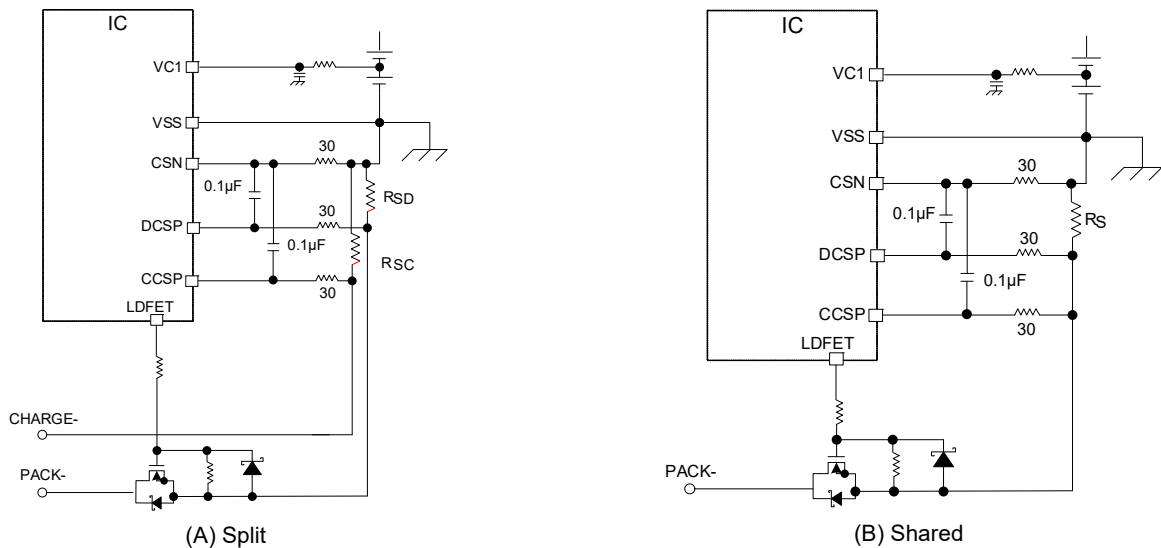 IC
VC1
VSS
CSN
30
0.1µF
RSD
DCSP
30
0.1µF
RSC
CCSP
30
LDFET
CHARGE-
PACK-
(A) Split
IC
VC1
VSS
CSN
30
0.1µF
RS
DCSP
30
0.1µF
CCSP
30
LDFET
PACK-
(B) Shared